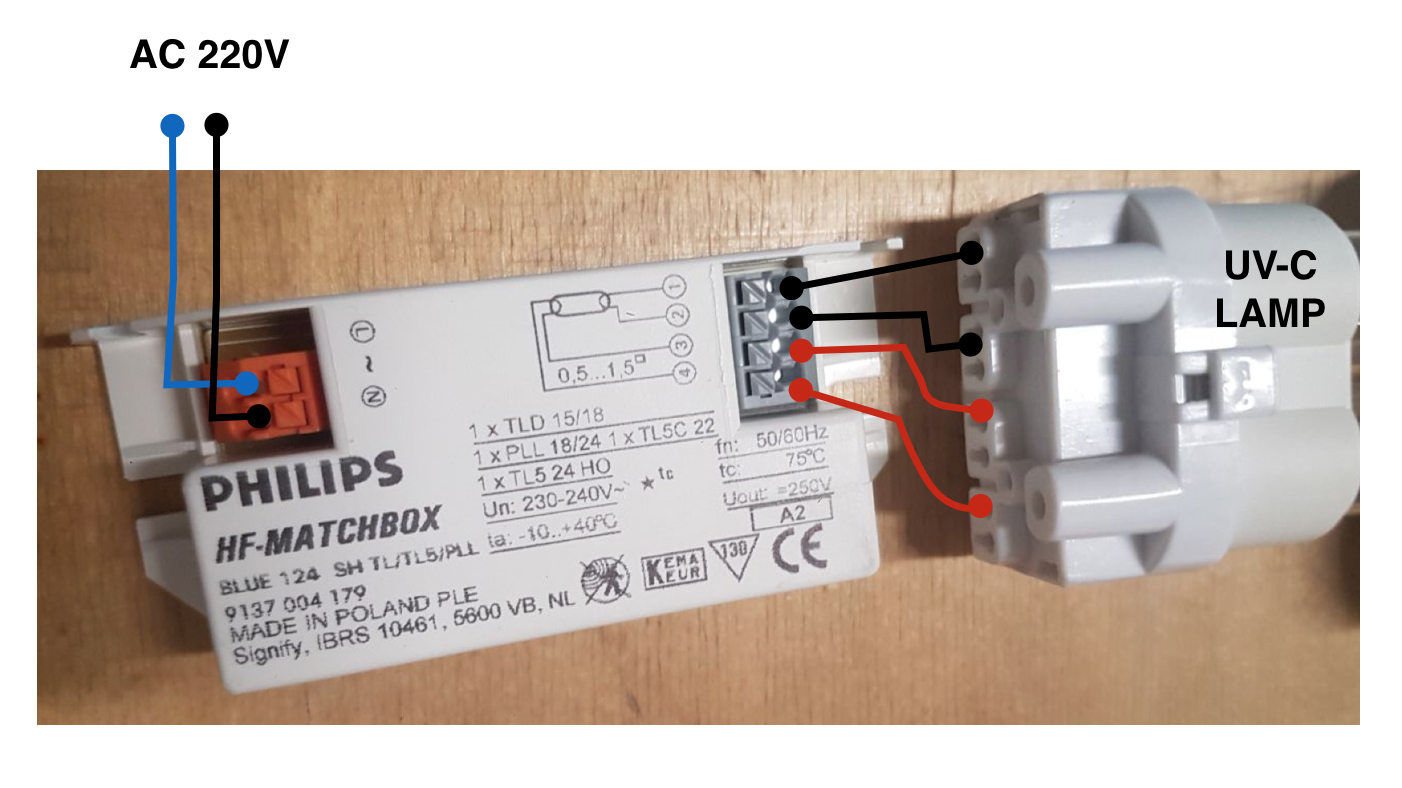 AC 220V
UV-C
LAMP
L
~
N
1
2
3
4
0,5...1,5
1 x TLD 15/18
1 x PLL 18/24 1 x TL5C 22
1 x TL5 24 HO
Un: 230-240V~
ta: -10..+40°C
tc
fn: 50/60Hz
tc: 75°C
Uout: =250V
A2
PHILIPS
HF-MATCHBOX
BLUE 124 SH TL/TL5/PLL
9137 004 179
MADE IN POLAND PLE
Signify, IBRS 10461, 5600 VB, NL
KEMA
EUR
130
CE